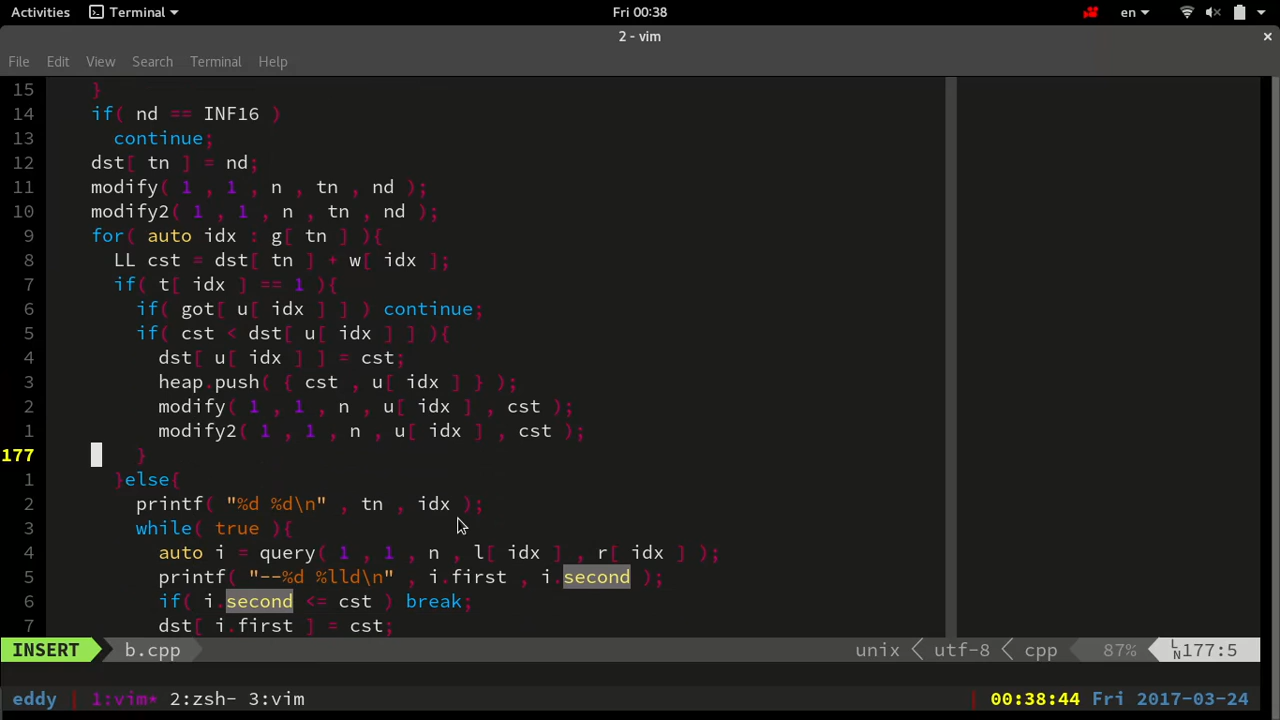 Activities Terminal Fri 00:38 en
2 - vim
File Edit View Search Terminal Help
15 }
14 if( nd == INF16 )
13 continue;
12 dst[ tn ] = nd;
11 modify( 1 , 1 , n , tn , nd );
10 modify2( 1 , 1 , n , tn , nd );
9 for( auto idx : g[ tn ] ){
8 LL cst = dst[ tn ] + w[ idx ];
7 if( t[ idx ] == 1 ){
6 if( got[ u[ idx ] ] ) continue;
5 if( cst < dst[ u[ idx ] ] ){
4 dst[ u[ idx ] ] = cst;
3 heap.push( { cst , u[ idx ] } );
2 modify( 1 , 1 , n , u[ idx ] , cst );
1 modify2( 1 , 1 , n , u[ idx ] , cst );
177 }
1 }else{
2 printf( "%d %d\n" , tn , idx );
3 while( true ){
4 auto i = query( 1 , 1 , n , l[ idx ] , r[ idx ] );
5 printf( "--%d %lld\n" , i.first , i.second );
6 if( i.second <= cst ) break;
7 dst[ i.first ] = cst;
INSERT b.cpp unix utf-8 cpp 87% LN 177:5
eddy 1:vim* 2:zsh- 3:vim 00:38:44 Fri 2017-03-24